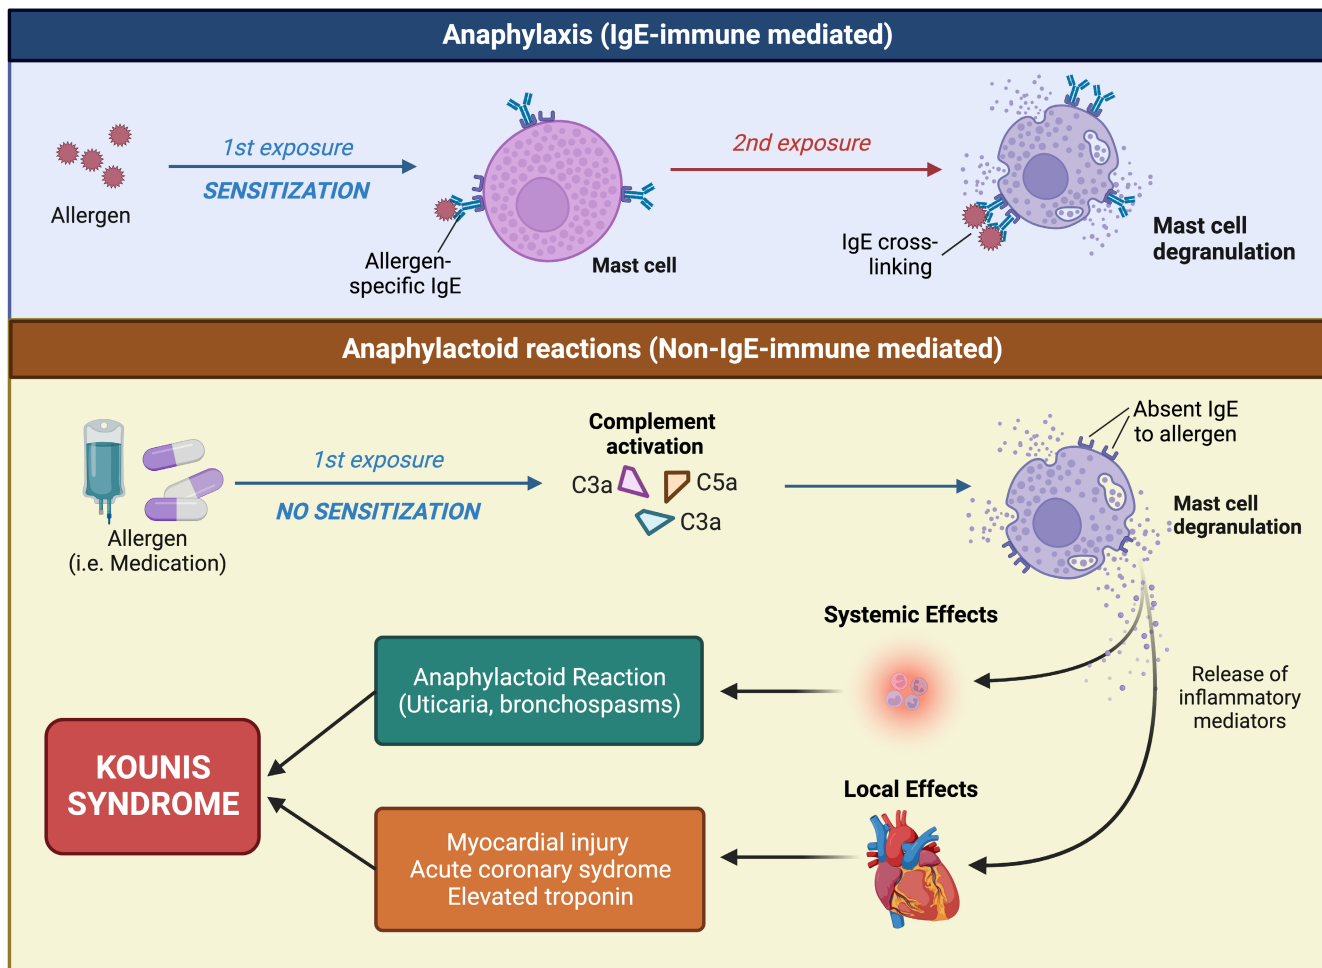 Anaphylaxis (IgE-immune mediated)
1st exposure
SENSITIZATION
Allergen
Allergen-
specific IgE
Mast cell
2nd exposure
IgE cross-
linking
Mast cell
degranulation
Anaphylactoid reactions (Non-IgE-immune mediated)
Allergen
(i.e. Medication)
1st exposure
NO SENSITIZATION
Complement
activation
C3a
C5a
C3a
Absent IgE
to allergen
Mast cell
degranulation
Release of
inflammatory
mediators
Systemic Effects
Anaphylactoid Reaction
(Uticaria, bronchospasms)
Local Effects
Myocardial injury
Acute coronary sydrome
Elevated troponin
KOUNIS
SYNDROME